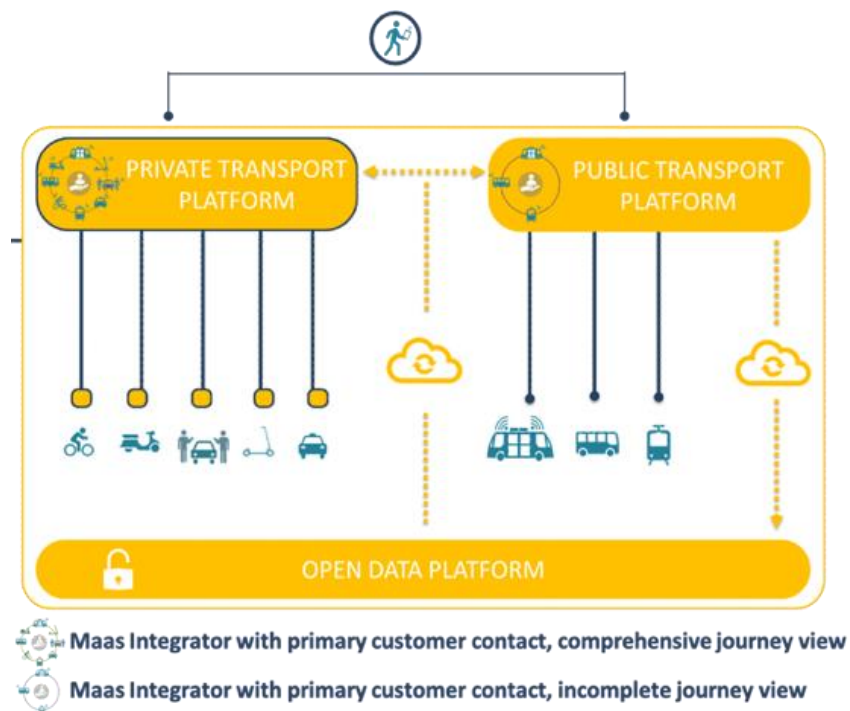 PRIVATE TRANSPORT
PLATFORM
PUBLIC TRANSPORT
PLATFORM
OPEN DATA PLATFORM
Maas Integrator with primary customer contact, comprehensive journey view
Maas Integrator with primary customer contact, incomplete journey view